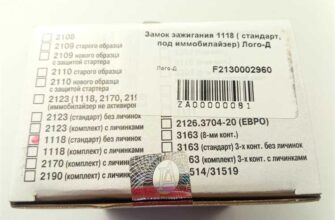 2108
2109 старого образца
2109 нового образца
с защитой стартера
2110 старого образца
2110 нового образца
с защитой стартера
2123 (1118, 2170, 219
(иммобилайзер не активиро
2123 (стандарт) без личинок
2123 (комплект) с личинками
1118 (стандарт) без личинок
1118 (комплект) с личинками
2170 (комплект) с личинками
2190 (комплект) с личинками
Замок зажигания 1118 ( стандарт,
под иммобилайзер) Лого-Д
Лого-Д
F2130002960
2126.3704-20 (ЕВРО)
3163 (8-ми конт.)
3163 (стандарт) 3-х конт. без личинок
3 (комплект) 3-х конт. с личинками
514/31519